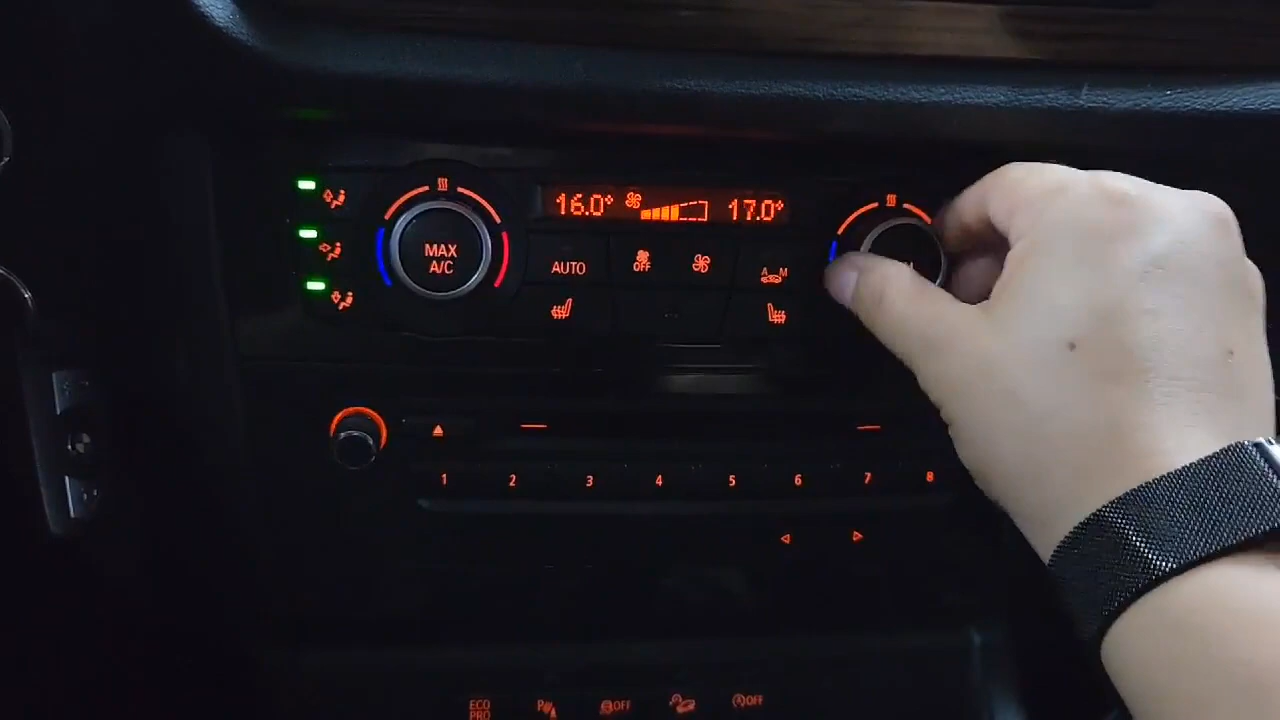 16.0°
17.0°
MAX
A/C
AUTO
OFF
A M
1 2 3 4 5 6 7 8
ECO
PRO
P
OFF
OFF